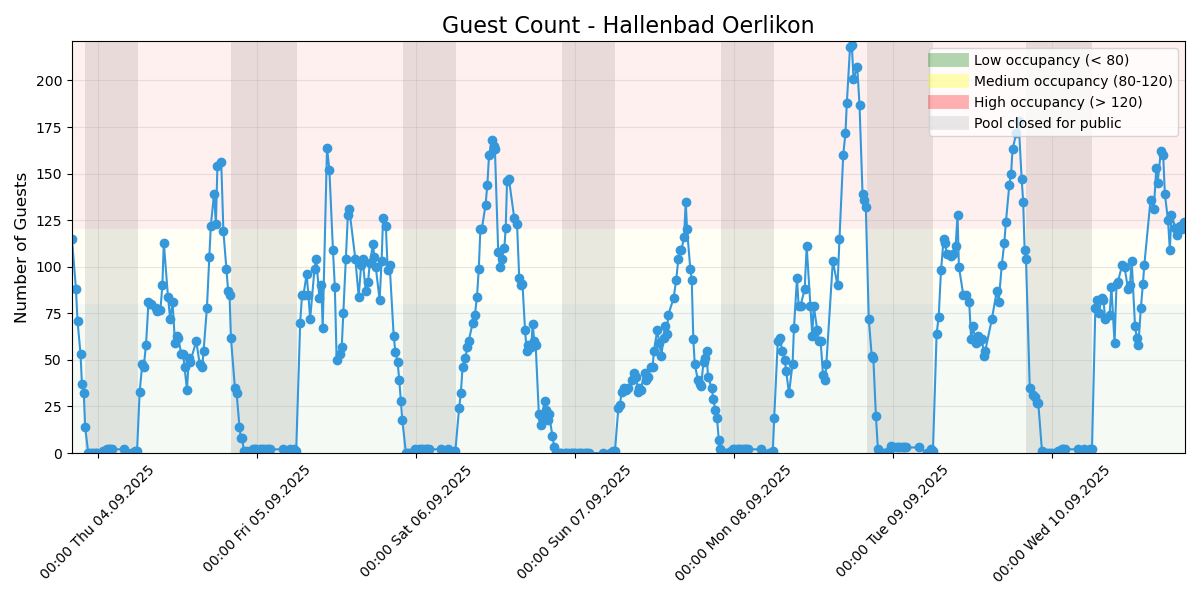 Guest Count - Hallenbad Oerlikon
Number of Guests
200
175
150
125
100
75
50
25
0
Low occupancy (< 80)
Medium occupancy (80-120)
High occupancy (> 120)
Pool closed for public
00:00 Thu 04.09.2025
00:00 Fri 05.09.2025
00:00 Sat 06.09.2025
00:00 Sun 07.09.2025
00:00 Mon 08.09.2025
00:00 Tue 09.09.2025
00:00 Wed 10.09.2025